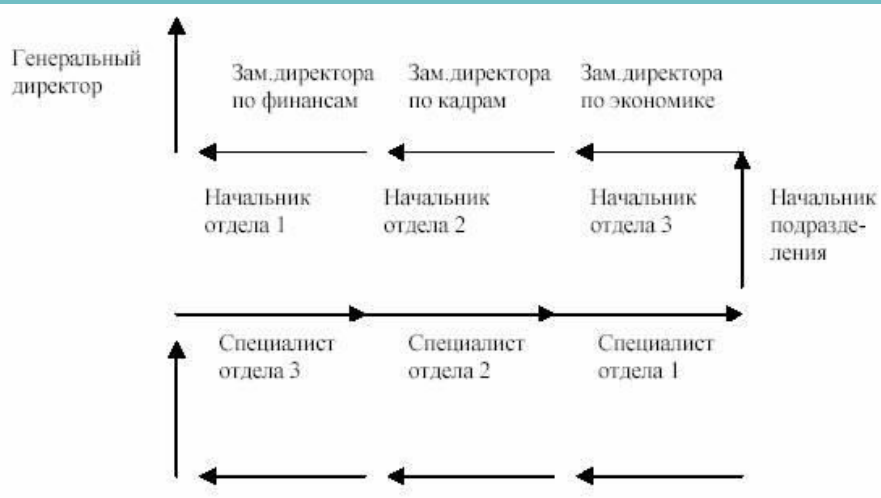 Генеральный
директор
Зам.директора
по финансам
Зам.директора
по кадрам
Зам.директора
по экономике
Начальник
отдела 1
Начальник
отдела 2
Начальник
отдела 3
Начальник
подразде-
ления
Специалист
отдела 3
Специалист
отдела 2
Специалист
отдела 1